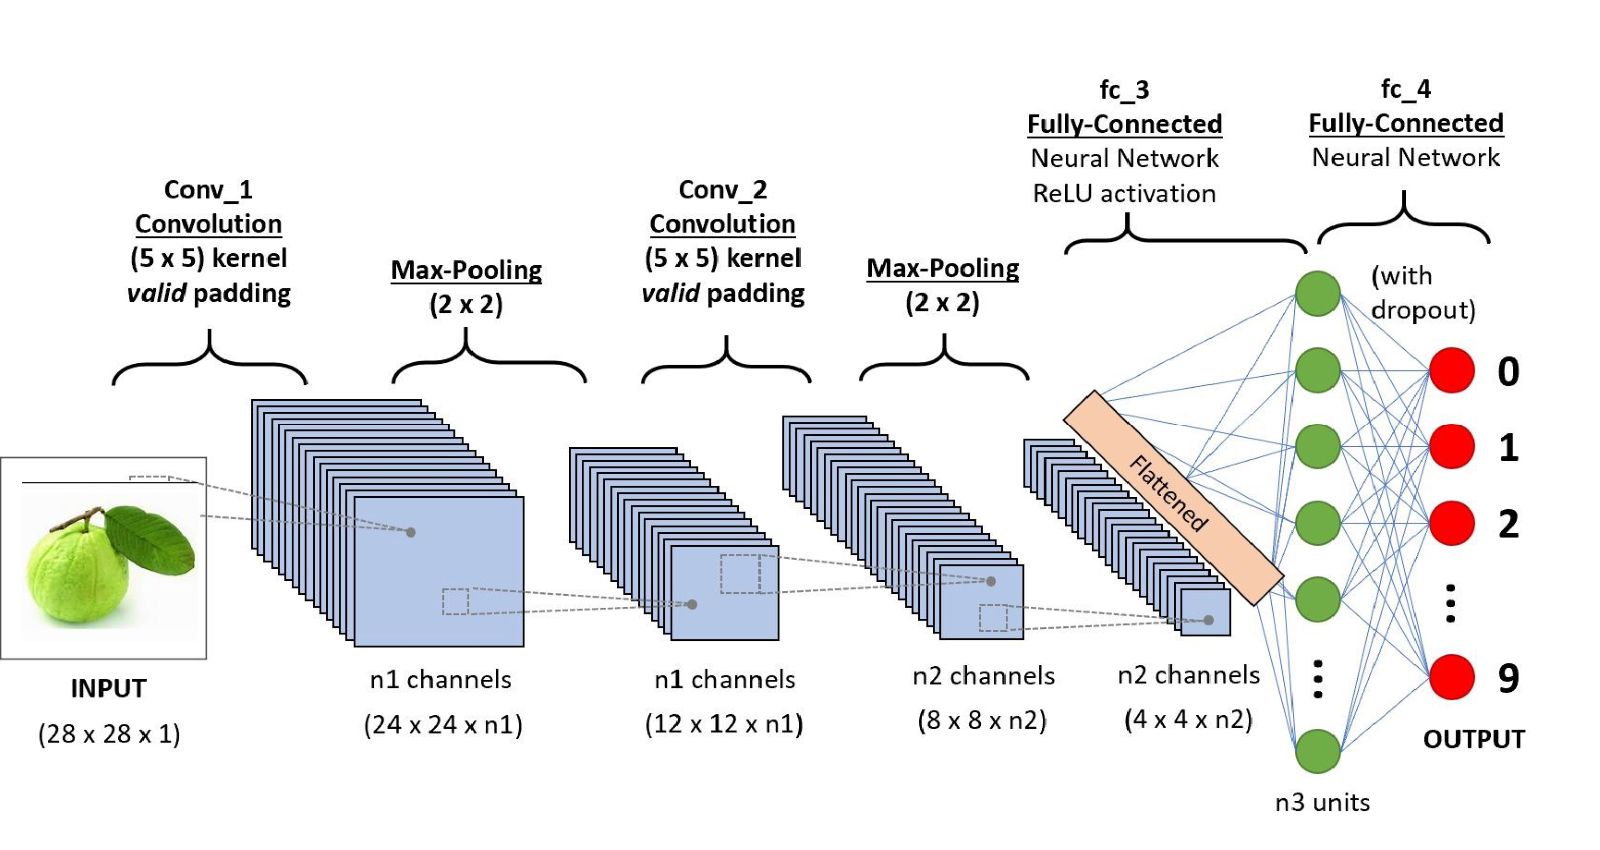 Conv_1
Convolution
(5 x 5) kernel
valid padding
Max-Pooling
(2 x 2)
Conv_2
Convolution
(5 x 5) kernel
valid padding
Max-Pooling
(2 x 2)
fc_3
Fully-Connected
Neural Network
ReLU activation
fc_4
Fully-Connected
Neural Network
(with
dropout)
Flattened
0
1
2
9
OUTPUT
INPUT
(28 x 28 x 1)
n1 channels
(24 x 24 x n1)
n1 channels
(12 x 12 x n1)
n2 channels
(8 x 8 x n2)
n2 channels
(4 x 4 x n2)
n3 units